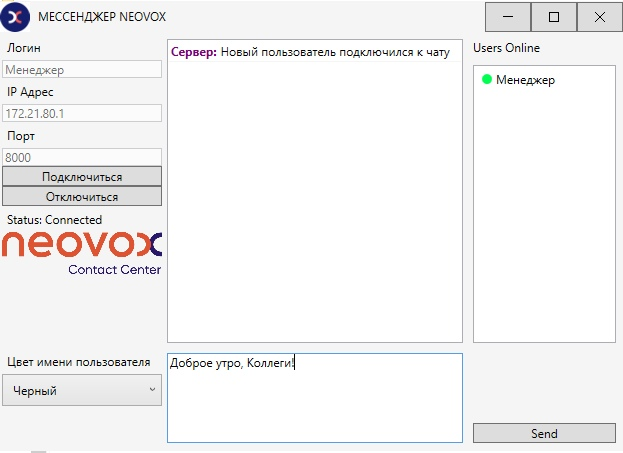 МЕССЕНДЖЕР NEOVOX
Логин
Менеджер
IP Адрес
172.21.80.1
Порт
8000
Подключиться
Отключиться
Status: Connected
neovox
Contact Center
Цвет имени пользователя
Черный
Сервер: Новый пользователь подключился к чату
Доброе утро, Коллеги!
Users Online
Менеджер
Send